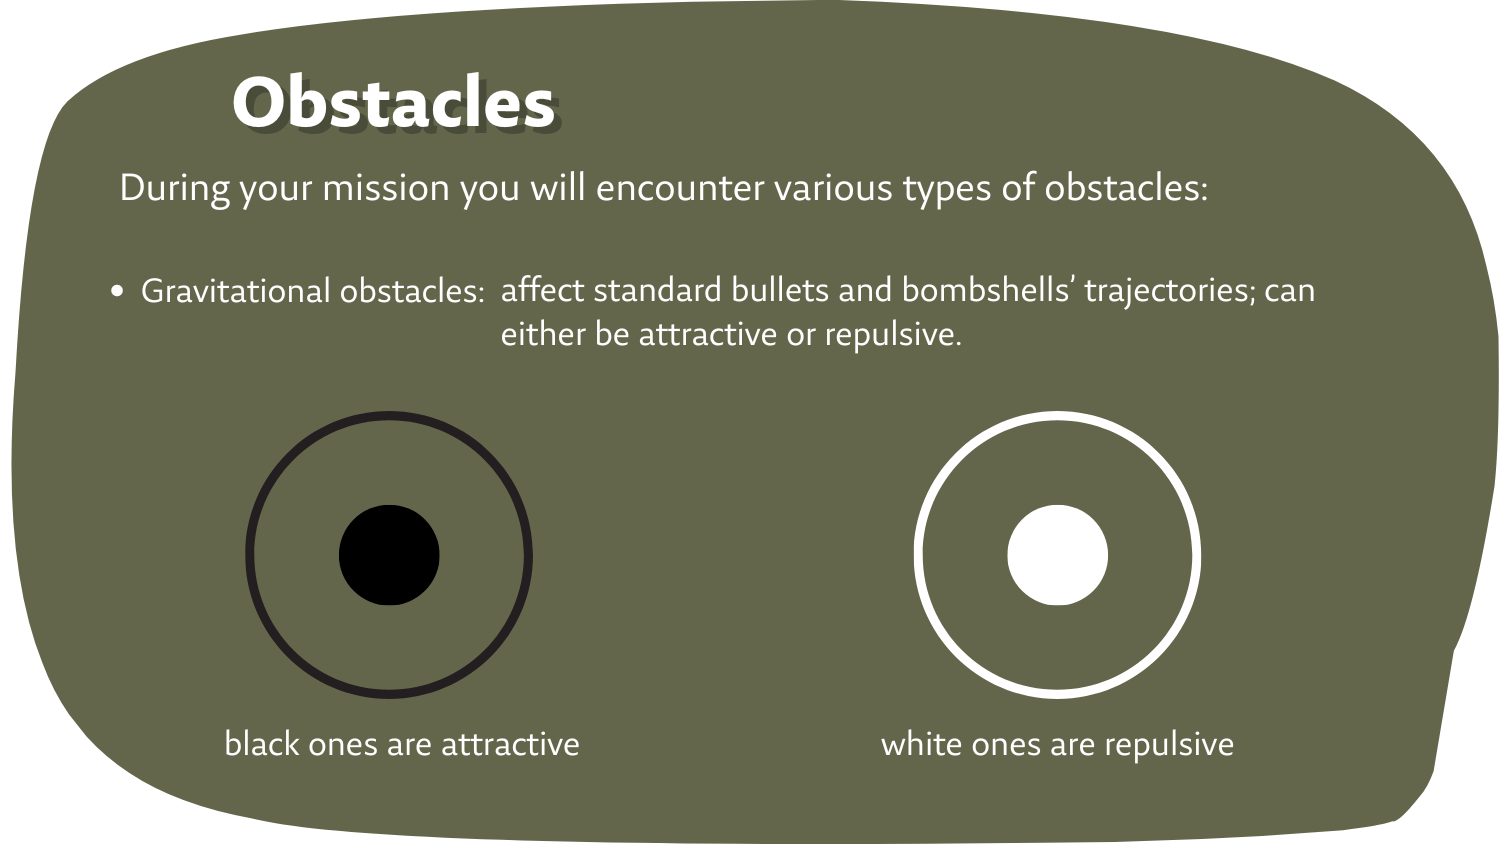 Obstacles
During your mission you will encounter various types of obstacles:
• Gravitational obstacles: affect standard bullets and bombshells’ trajectories; can
either be attractive or repulsive.
black ones are attractive
white ones are repulsive